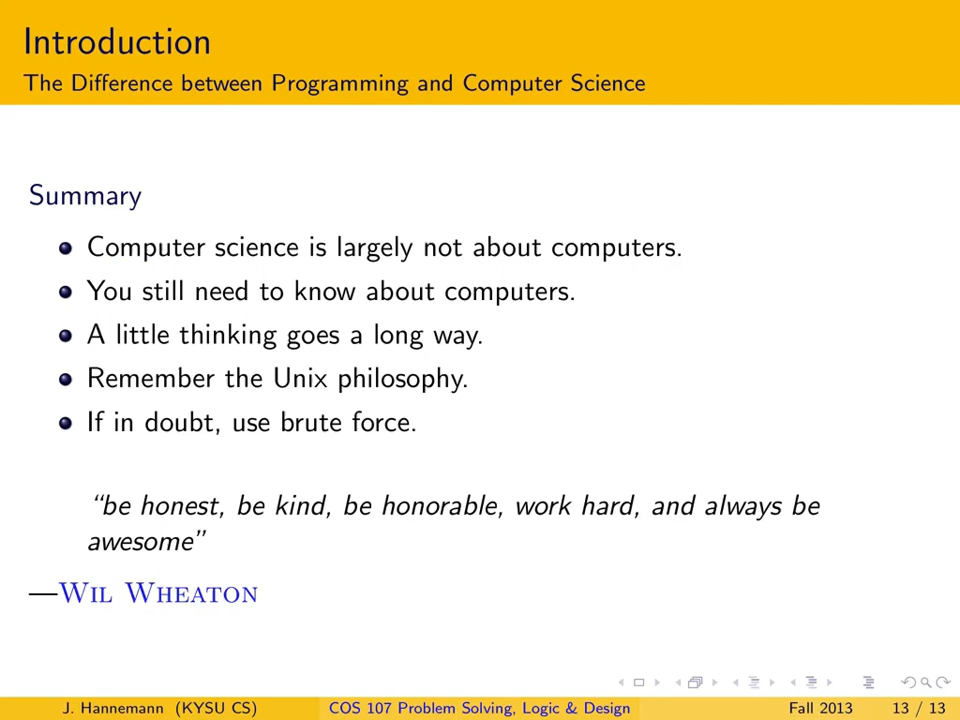 Introduction
The Difference between Programming and Computer Science
Summary
Computer science is largely not about computers.
You still need to know about computers.
A little thinking goes a long way.
Remember the Unix philosophy.
If in doubt, use brute force.
“be honest, be kind, be honorable, work hard, and always be
awesome”
—Wil Wheaton
J. Hannemann (KYSU CS) COS 107 Problem Solving, Logic & Design Fall 2013 13 / 13